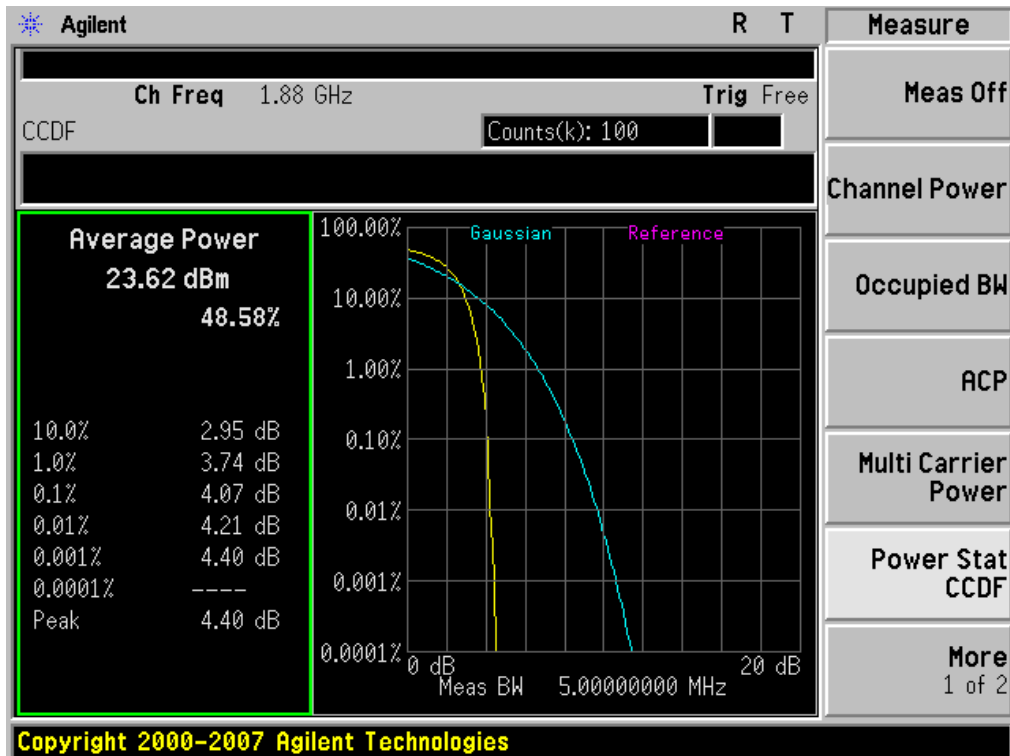 Agilent R T
Ch Freq 1.88 GHz Trig Free
CCDF Counts(k): 100
Average Power
23.62 dBm
48.58%
10.0% 2.95 dB
1.0% 3.74 dB
0.1% 4.07 dB
0.01% 4.21 dB
0.001% 4.40 dB
0.0001% ----
Peak 4.40 dB
Gaussian Reference
100.00%
10.00%
1.00%
0.10%
0.01%
0.001%
0.0001%
0 dB 20 dB
Meas BW 5.00000000 MHz
Measure
Meas Off
Channel Power
Occupied BW
ACP
Multi Carrier
Power
Power Stat
CCDF
More
1 of 2
Copyright 2000-2007 Agilent Technologies